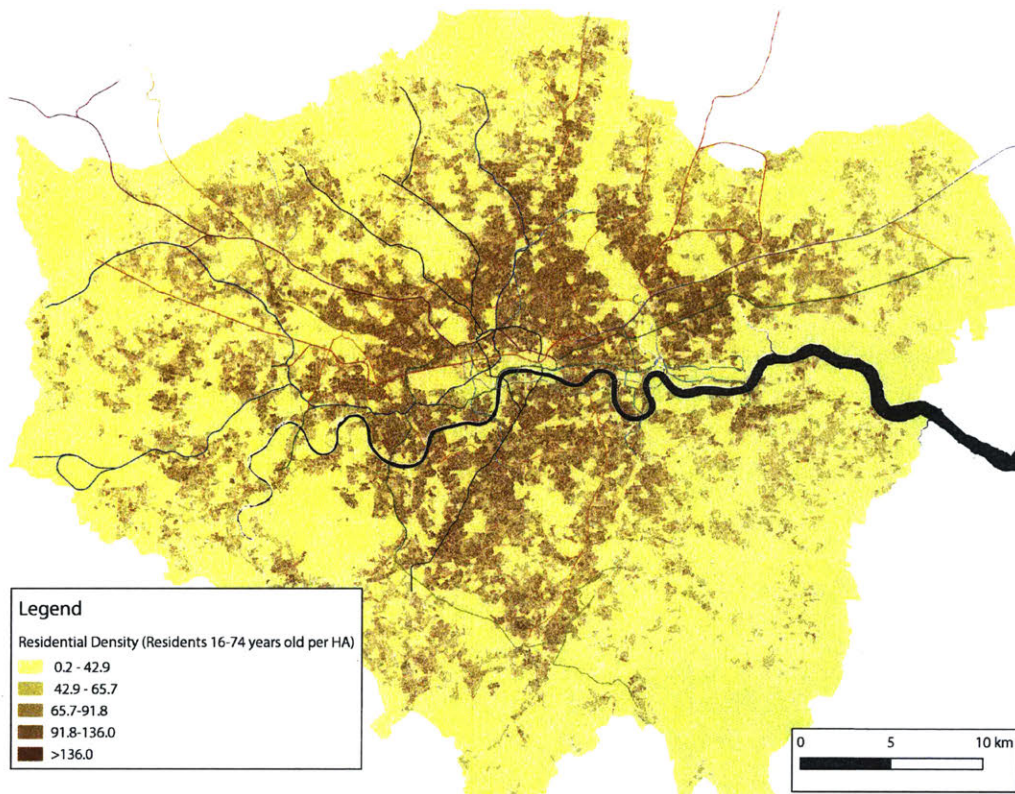 Legend
Residential Density (Residents 16-74 years old per HA)
0.2 - 42.9
42.9 - 65.7
65.7-91.8
91.8-136.0
>136.0
0 5 10 km